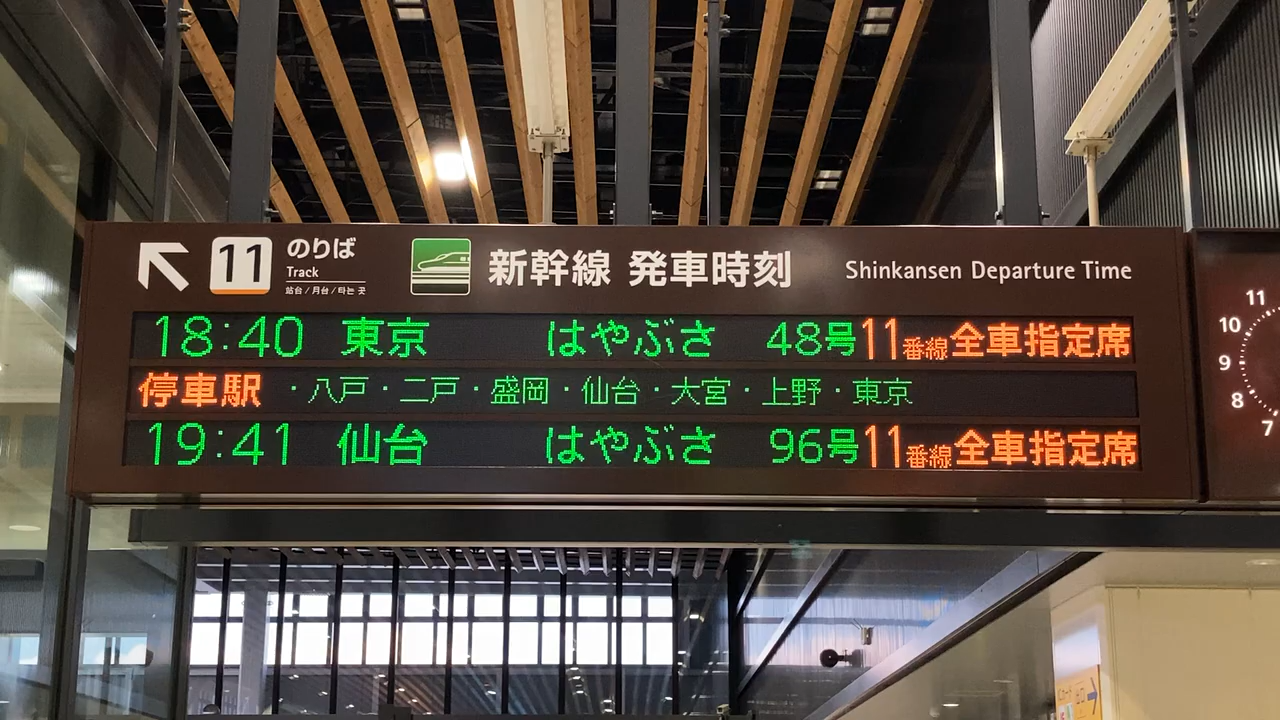 11 のりば
Track
站台 / 月台 / 타는 곳
新幹線 発車時刻 Shinkansen Departure Time
18:40 東京 はやぶさ 48号 11番線 全車指定席
停車駅 ・八戸・二戸・盛岡・仙台・大宮・上野・東京
19:41 仙台 はやぶさ 96号 11番線 全車指定席
11
10
9
8
7